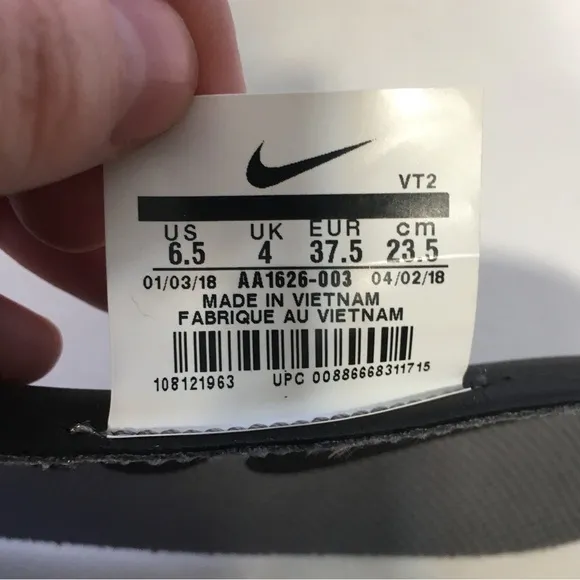 VT2
US UK EUR cm
6.5 4 37.5 23.5
01/03/18 AA1626-003 04/02/18
MADE IN VIETNAM
FABRIQUE AU VIETNAM
108121963 UPC 00886668311715